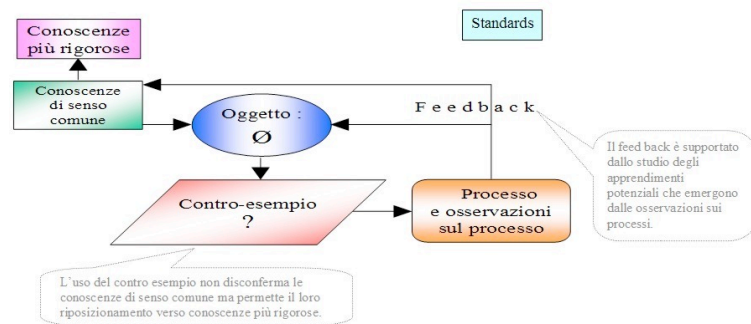 Conoscenze
più rigorose
Standards
Conoscenze
di senso
comune
Oggetto :
Ø
Feedback
Il feed back è supportato
dallo studio degli
apprendimenti
potenziali che emergono
dalle osservazioni sui
processi.
Contro-esempio
?
Processo
e osservazioni
sul processo
L'uso del contro esempio non disconferma le
conoscenze di senso comune ma permette il loro
riposizionamento verso conoscenze più rigorose.